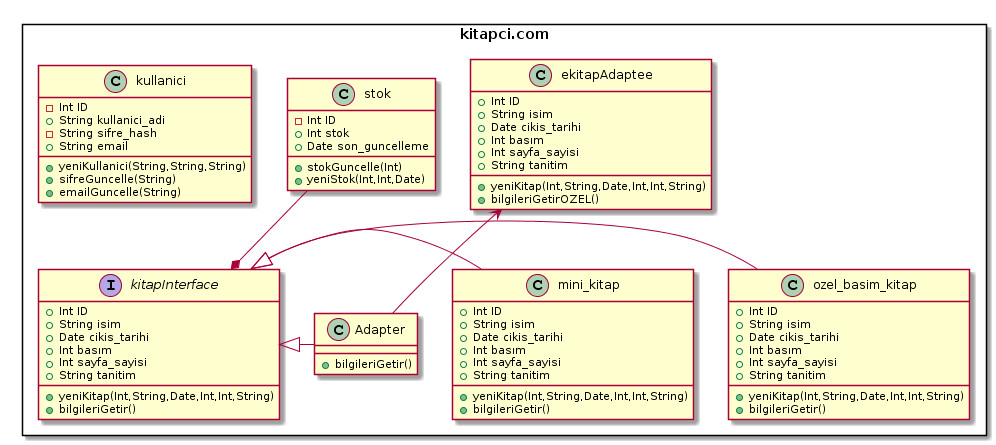 kitapci.com
C kullanici
Int ID
String kullanici_adi
String sifre_hash
String email
yeniKullanici(String,String,String)
sifreGuncelle(String)
emailGuncelle(String)
C stok
Int ID
Int stok
Date son_guncelleme
stokGuncelle(Int)
yeniStok(Int,Int,Date)
C ekitapAdaptee
Int ID
String isim
Date cikis_tarihi
Int basım
Int sayfa_sayisi
String tanitim
yeniKitap(Int,String,Date,Int,Int,String)
bilgileriGetirOZEL()
I kitapInterface
Int ID
String isim
Date cikis_tarihi
Int basım
Int sayfa_sayisi
String tanitim
yeniKitap(Int,String,Date,Int,Int,String)
bilgileriGetir()
C Adapter
bilgileriGetir()
C mini_kitap
Int ID
String isim
Date cikis_tarihi
Int basım
Int sayfa_sayisi
String tanitim
yeniKitap(Int,String,Date,Int,Int,String)
bilgileriGetir()
C ozel_basim_kitap
Int ID
String isim
Date cikis_tarihi
Int basım
Int sayfa_sayisi
String tanitim
yeniKitap(Int,String,Date,Int,Int,String)
bilgileriGetir()